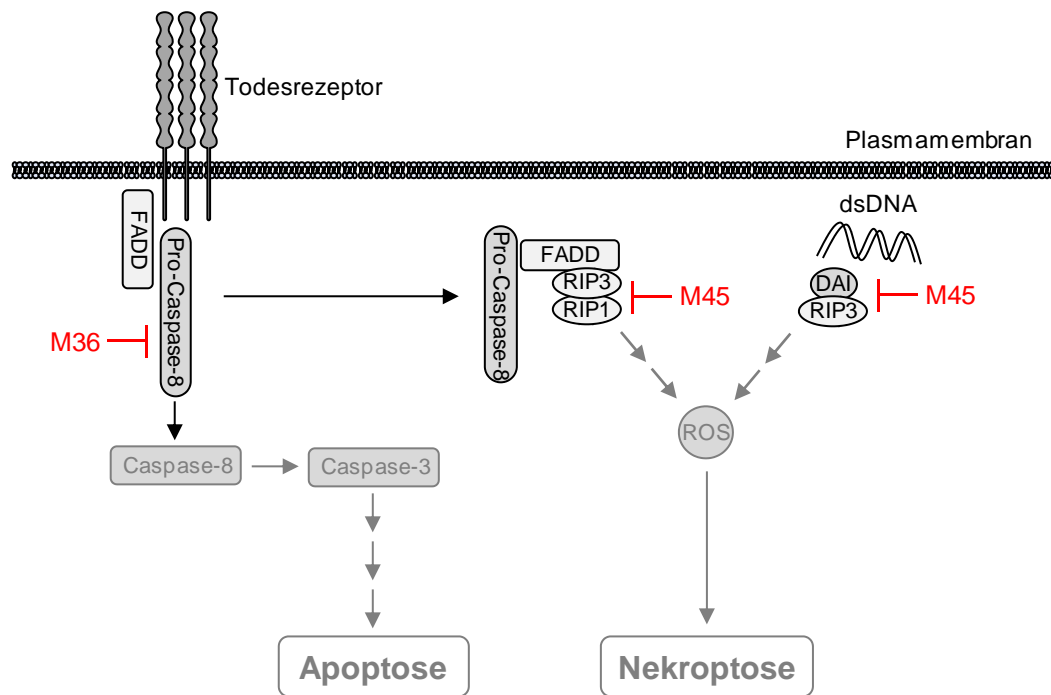 Todesrezeptor
Plasmamembran
FADD
Pro-Caspase-8
M36
Pro-Caspase-8
FADD
RIP3
RIP1
M45
dsDNA
DAI
RIP3
M45
ROS
Caspase-8
Caspase-3
Apoptose
Nekroptose